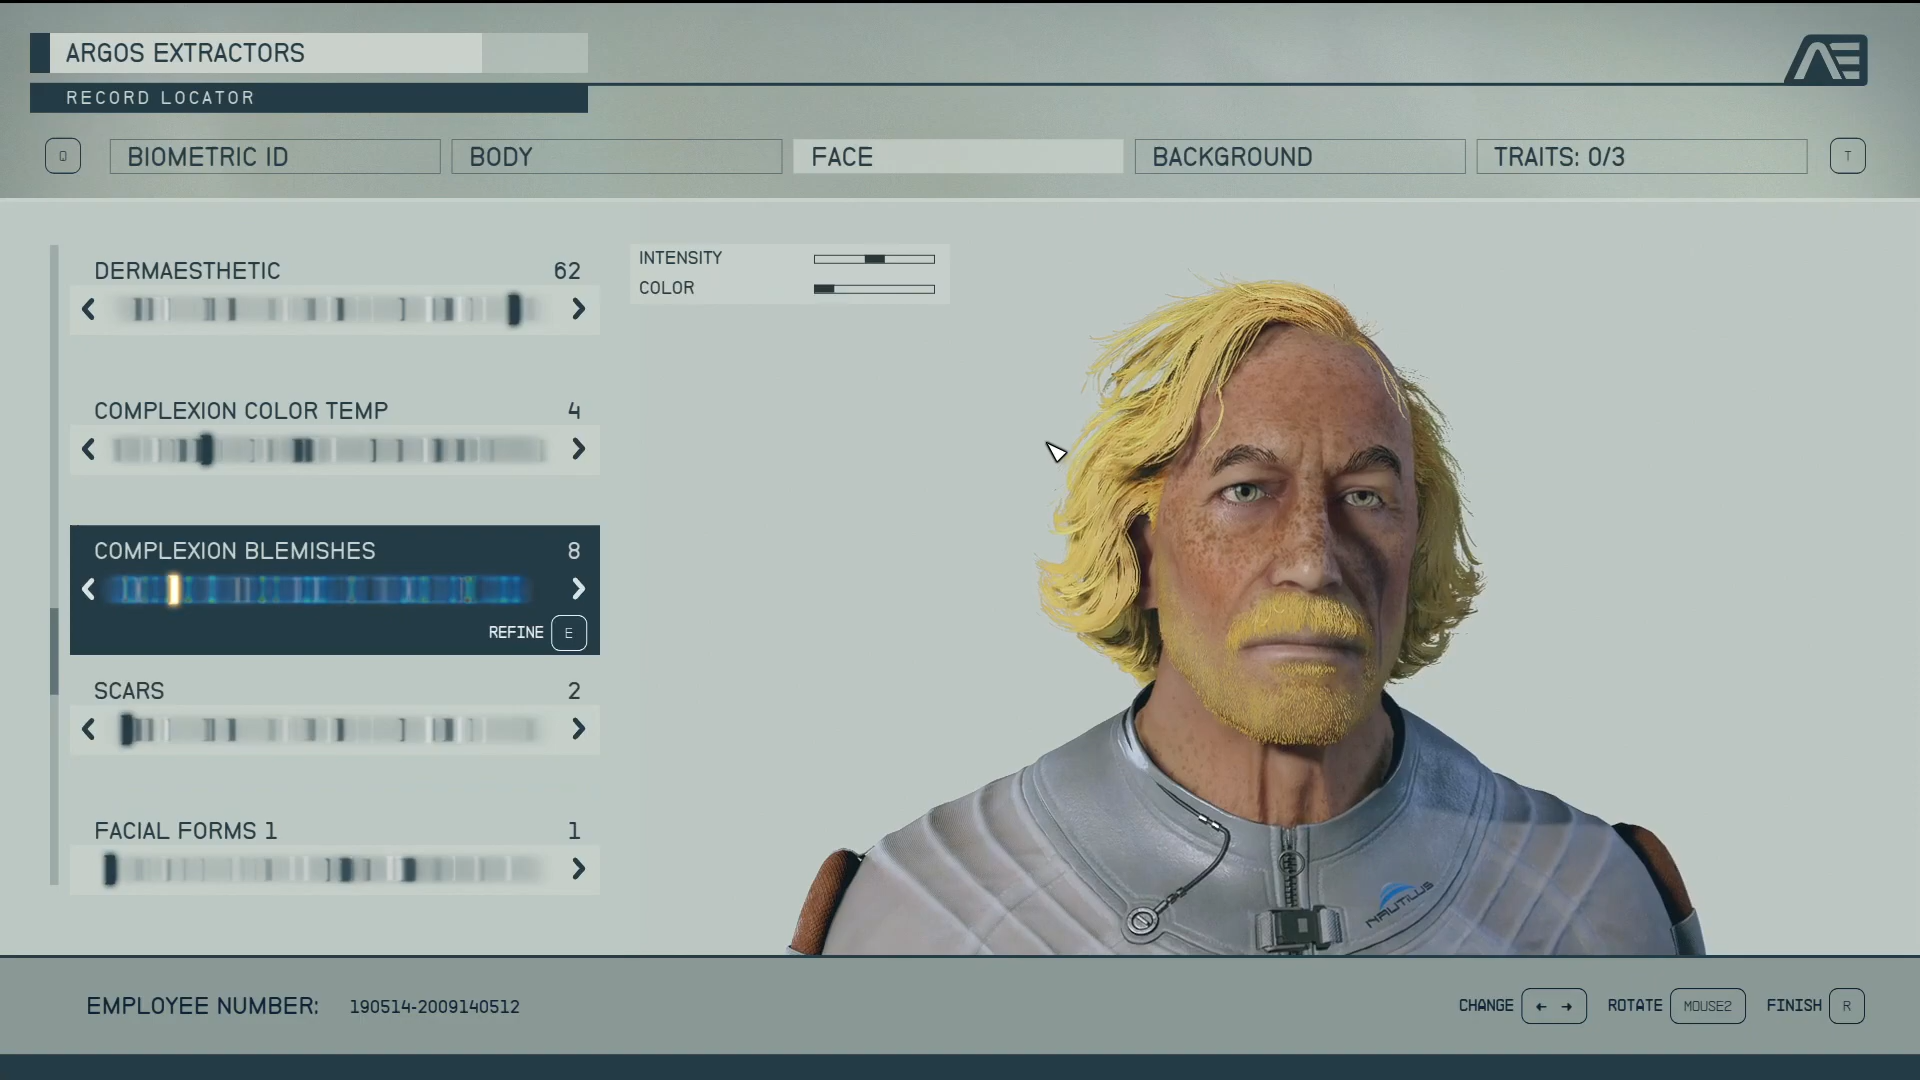 ARGOS EXTRACTORS
RECORD LOCATOR
Q
BIOMETRIC ID
BODY
FACE
BACKGROUND
TRAITS: 0/3
T
DERMAESTHETIC 62
INTENSITY
COLOR
COMPLEXION COLOR TEMP 4
COMPLEXION BLEMISHES 8
REFINE E
SCARS 2
FACIAL FORMS 1 1
NAUTILUS
EMPLOYEE NUMBER: 190514-2009140512
CHANGE ← → ROTATE MOUSE2 FINISH R